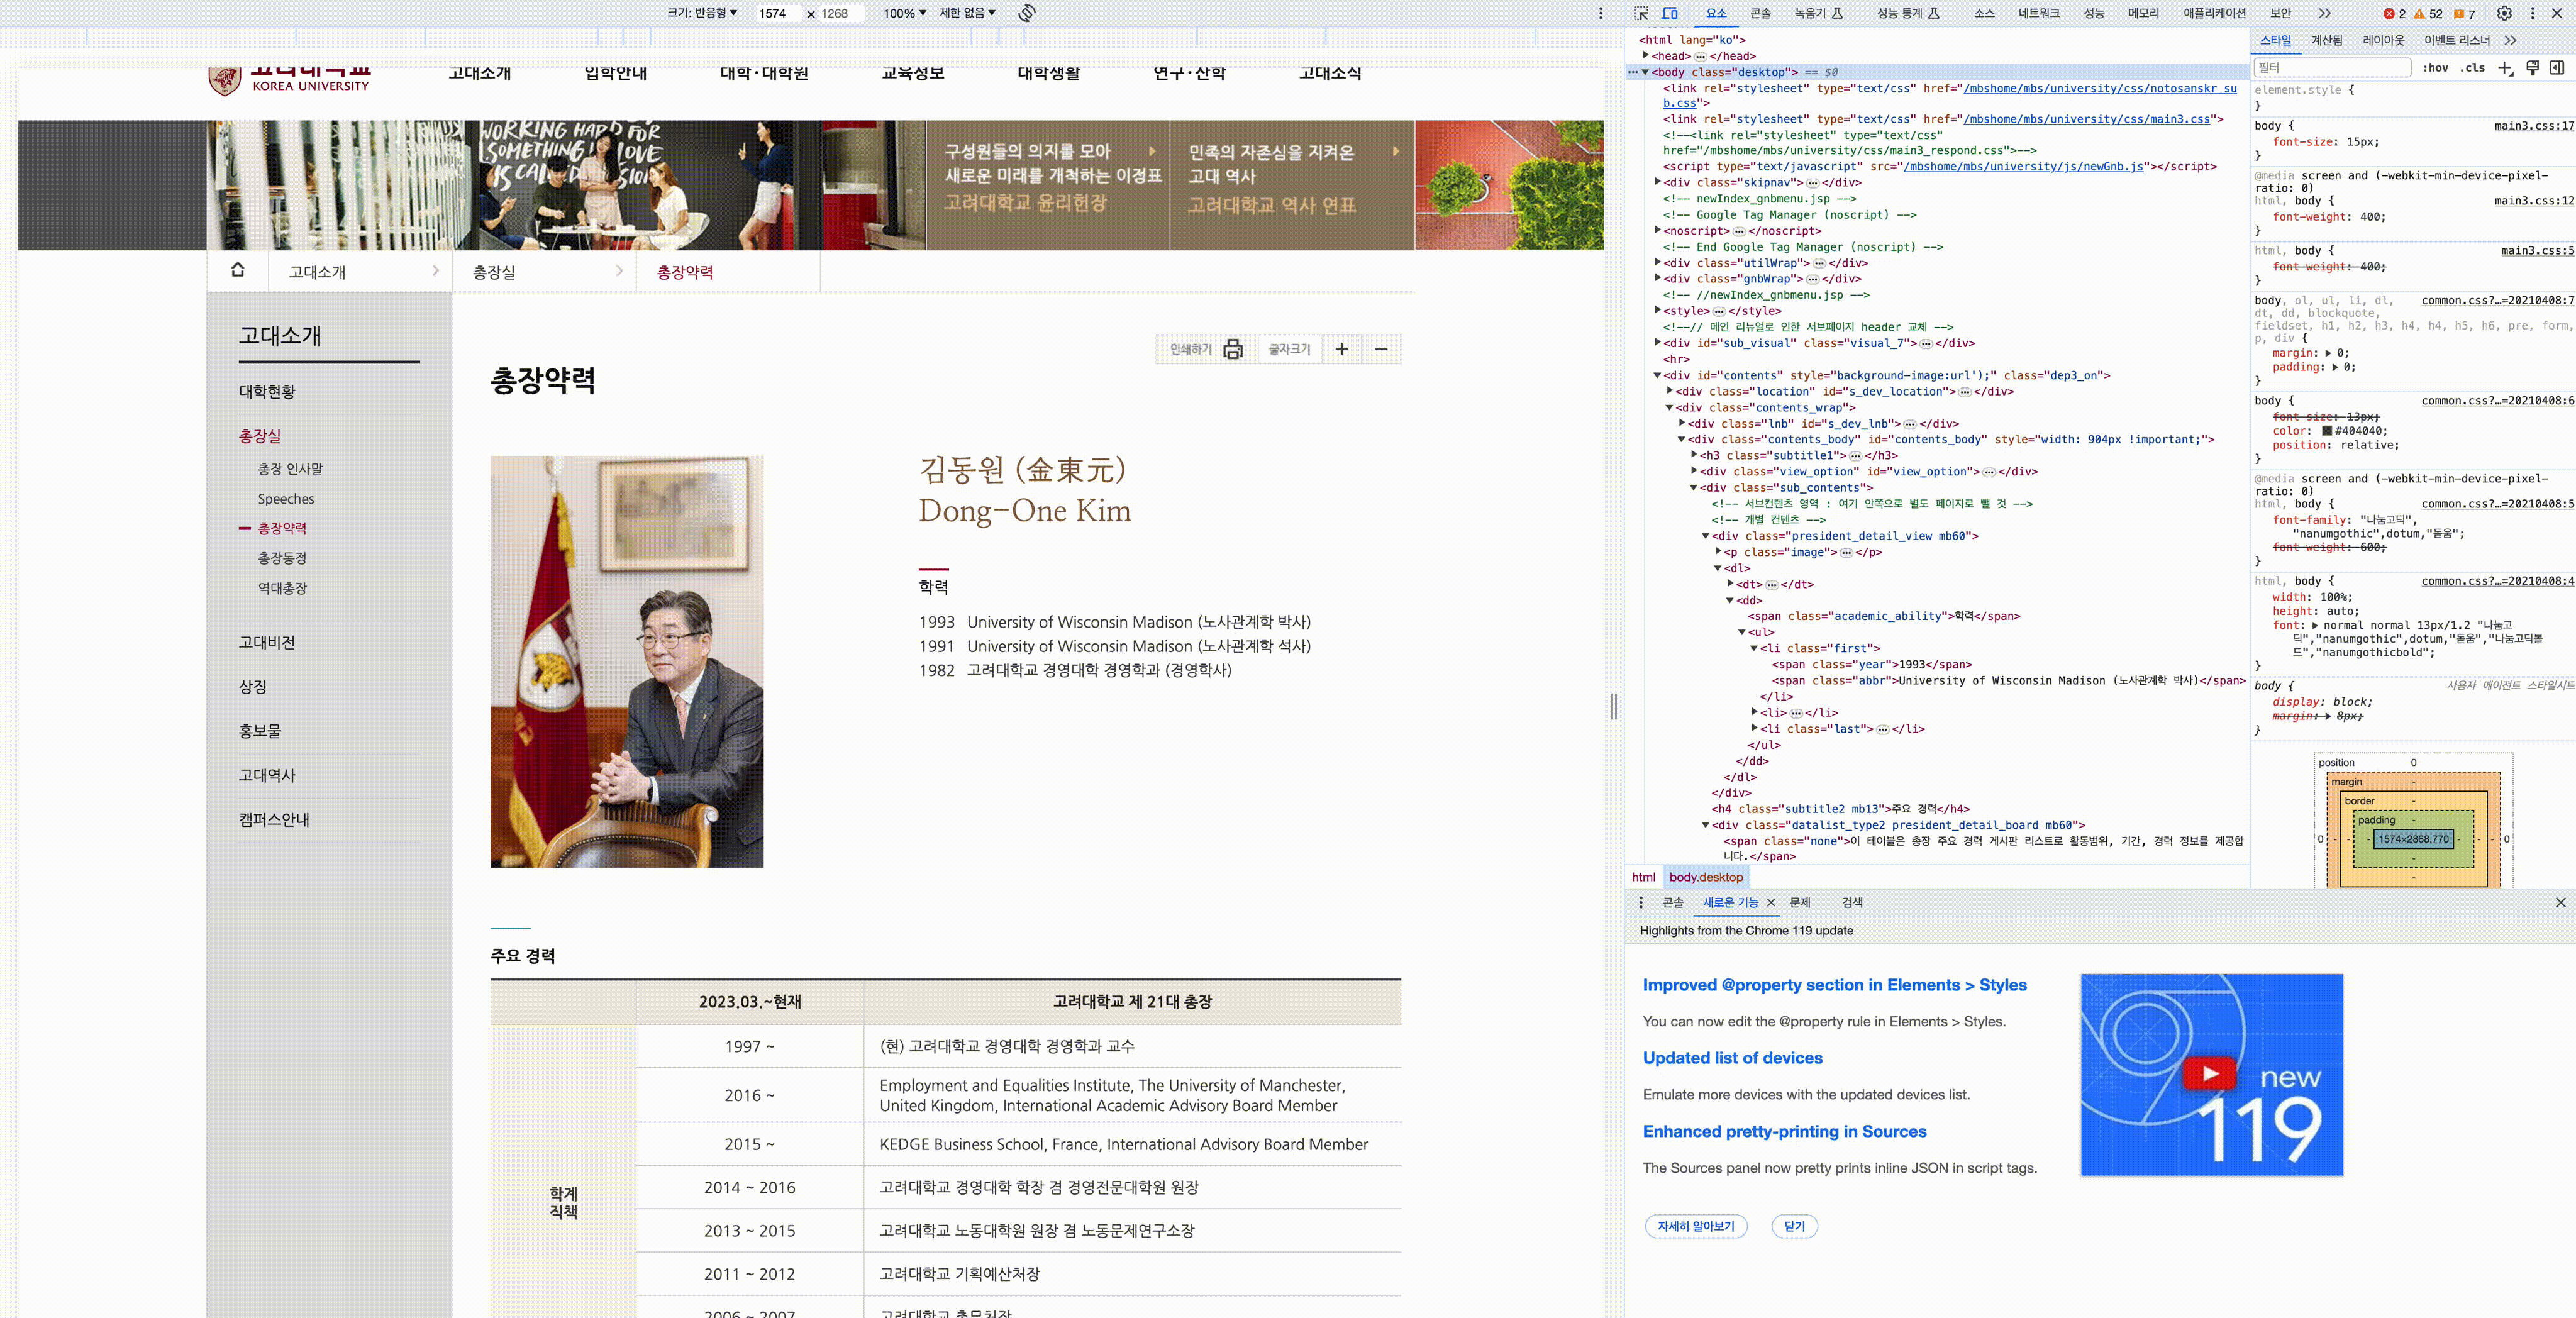 크기: 반응형 ▼ 1574 × 1268 100% ▼ 제한 없음 ▼
KOREA UNIVERSITY
고대소개 입학안내 대학·대학원 교육정보 대학생활 연구·산학 고대소식
WORKING HARD FOR
SOMETHING I LOVE
IS CALLED
구성원들의 의지를 모아
새로운 미래를 개척하는 이정표
고려대학교 윤리헌장
민족의 자존심을 지켜온
고대 역사
고려대학교 역사 연표
고대소개 총장실 총장약력
고대소개
대학현황
총장실
총장 인사말
Speeches
총장약력
총장동정
역대총장
고대비전
상징
홍보물
고대역사
캠퍼스안내
인쇄하기 글자크기 + −
총장약력
김동원 (金東元)
Dong-One Kim
학력
1993 University of Wisconsin Madison (노사관계학 박사)
1991 University of Wisconsin Madison (노사관계학 석사)
1982 고려대학교 경영대학 경영학과 (경영학사)
주요 경력
2023.03.~현재 고려대학교 제 21대 총장
학계
직책
1997 ~ (현) 고려대학교 경영대학 경영학과 교수
2016 ~ Employment and Equalities Institute, The University of Manchester,
United Kingdom, International Academic Advisory Board Member
2015 ~ KEDGE Business School, France, International Advisory Board Member
2014 ~ 2016 고려대학교 경영대학 학장 겸 경영전문대학원 원장
2013 ~ 2015 고려대학교 노동대학원 원장 겸 노동문제연구소장
2011 ~ 2012 고려대학교 기획예산처장
요소 콘솔 녹음기 성능 통계 소스 네트워크 성능 메모리 애플리케이션 보안 2 52 7
<html lang="ko">
<head>…</head>
<body class="desktop"> == $0
<link rel="stylesheet" type="text/css" href="/mbshome/mbs/university/css/notosanskr_su
b.css">
<link rel="stylesheet" type="text/css" href="/mbshome/mbs/university/css/main3.css">
<!--<link rel="stylesheet" type="text/css"
href="/mbshome/mbs/university/css/main3_respond.css">-->
<script type="text/javascript" src="/mbshome/mbs/university/js/newGnb.js"></script>
<div class="skipnav">…</div>
<!-- newIndex_gnbmenu.jsp -->
<!-- Google Tag Manager (noscript) -->
<noscript>…</noscript>
<!-- End Google Tag Manager (noscript) -->
<div class="utilWrap">…</div>
<div class="gnbWrap">…</div>
<!-- //newIndex_gnbmenu.jsp -->
<style>…</style>
<!--// 메인 리뉴얼로 인한 서브페이지 header 교체 -->
<div id="sub_visual" class="visual_7">…</div>
<hr>
<div id="contents" style="background-image:url');" class="dep3_on">
<div class="location" id="s_dev_location">…</div>
<div class="contents_wrap">
<div class="lnb" id="s_dev_lnb">…</div>
<div class="contents_body" id="contents_body" style="width: 904px !important;">
<h3 class="subtitle1">…</h3>
<div class="view_option" id="view_option">…</div>
<div class="sub_contents">
<!-- 서브컨텐츠 영역 : 여기 안쪽으로 별도 페이지로 뺄 것 -->
<!-- 개별 컨텐츠 -->
<div class="president_detail_view mb60">
<p class="image">…</p>
<dl>
<dt>…</dt>
<dd>
<span class="academic_ability">학력</span>
<ul>
<li class="first">
<span class="year">1993</span>
<span class="abbr">University of Wisconsin Madison (노사관계학 박사)</span>
</li>
<li>…</li>
<li class="last">…</li>
</ul>
</dd>
</dl>
</div>
<h4 class="subtitle2 mb13">주요 경력</h4>
<div class="datalist_type2 president_detail_board mb60">
<span class="none">이 테이블은 총장 주요 경력 게시판 리스트로 활동범위, 기간, 경력 정보를 제공합
니다.</span>
html body.desktop
스타일 계산됨 레이아웃 이벤트 리스너
필터 :hov .cls
element.style {
}
body { main3.css:17
font-size: 15px;
}
@media screen and (-webkit-min-device-pixel-
ratio: 0)
html, body { main3.css:12
font-weight: 400;
}
html, body { main3.css:5
font-weight: 400;
}
body, ol, ul, li, dl, common.css?…=20210408:7
dt, dd, blockquote,
fieldset, h1, h2, h3, h4, h4, h5, h6, pre, form,
p, div {
margin: 0;
padding: 0;
}
body { common.css?…=20210408:6
font-size: 13px;
color: #404040;
position: relative;
}
@media screen and (-webkit-min-device-pixel-
ratio: 0)
html, body { common.css?…=20210408:5
font-family: "나눔고딕",
"nanumgothic",dotum,"돋움";
font-weight: 600;
}
html, body { common.css?…=20210408:4
width: 100%;
height: auto;
font: normal normal 13px/1.2 "나눔고
딕","nanumgothic",dotum,"돋움","나눔고딕볼
드","nanumgothicbold";
}
body { 사용자 에이전트 스타일시트
display: block;
margin: 8px;
}
position 0
margin -
border -
padding -
0 - - - 1574×2868.770 - - - 0
-
-
콘솔 새로운 기능 문제 검색
Highlights from the Chrome 119 update
Improved @property section in Elements > Styles
You can now edit the @property rule in Elements > Styles.
Updated list of devices
Emulate more devices with the updated devices list.
Enhanced pretty-printing in Sources
The Sources panel now pretty prints inline JSON in script tags.
new
119
자세히 알아보기 닫기